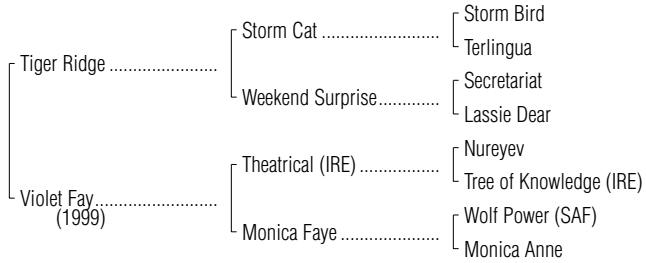 Storm Bird
Storm Cat ........................
Terlingua
Tiger Ridge ......................
Secretariat
Weekend Surprise.............
Lassie Dear
Nureyev
Theatrical (IRE) .................
Tree of Knowledge (IRE)
Violet Fay.........................
(1999)
Wolf Power (SAF)
Monica Faye ....................
Monica Anne